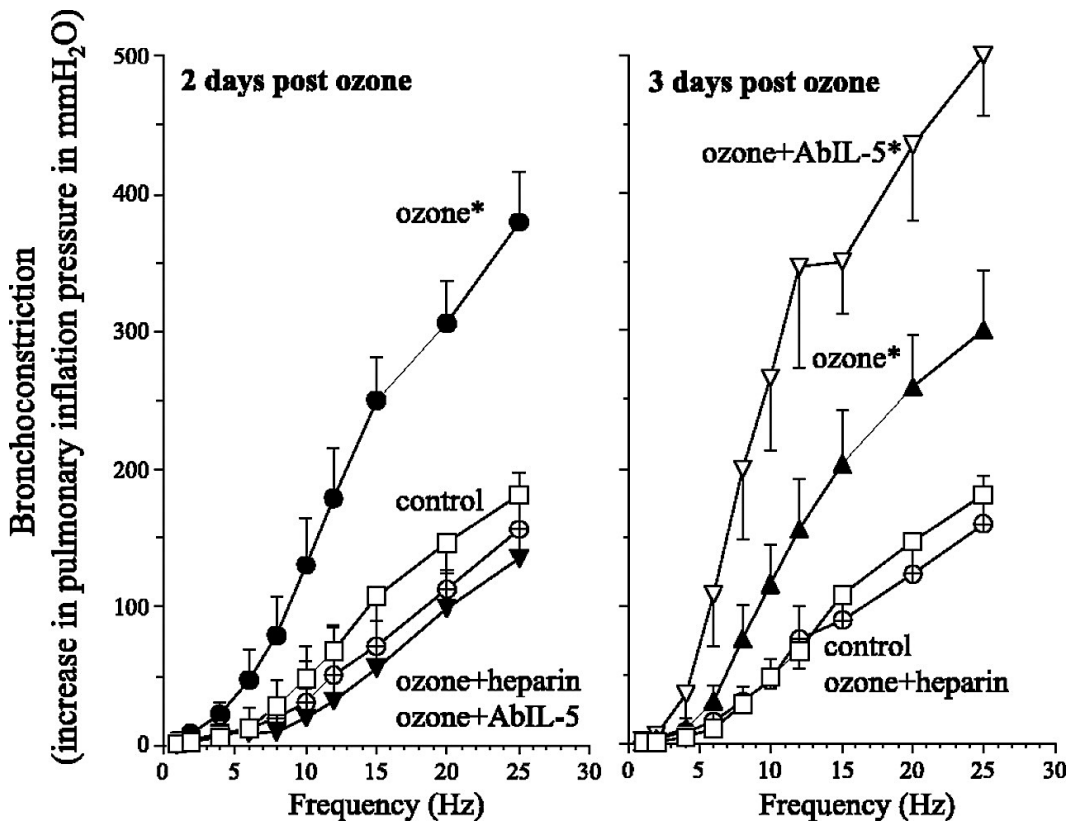 Bronchoconstriction
(increase in pulmonary inflation pressure in mmH₂O)
500
400
300
200
100
0
2 days post ozone
ozone*
control
ozone+heparin
ozone+AbIL-5
0 5 10 15 20 25 30
Frequency (Hz)
3 days post ozone
ozone+AbIL-5*
ozone*
control
ozone+heparin
0 5 10 15 20 25 30
Frequency (Hz)